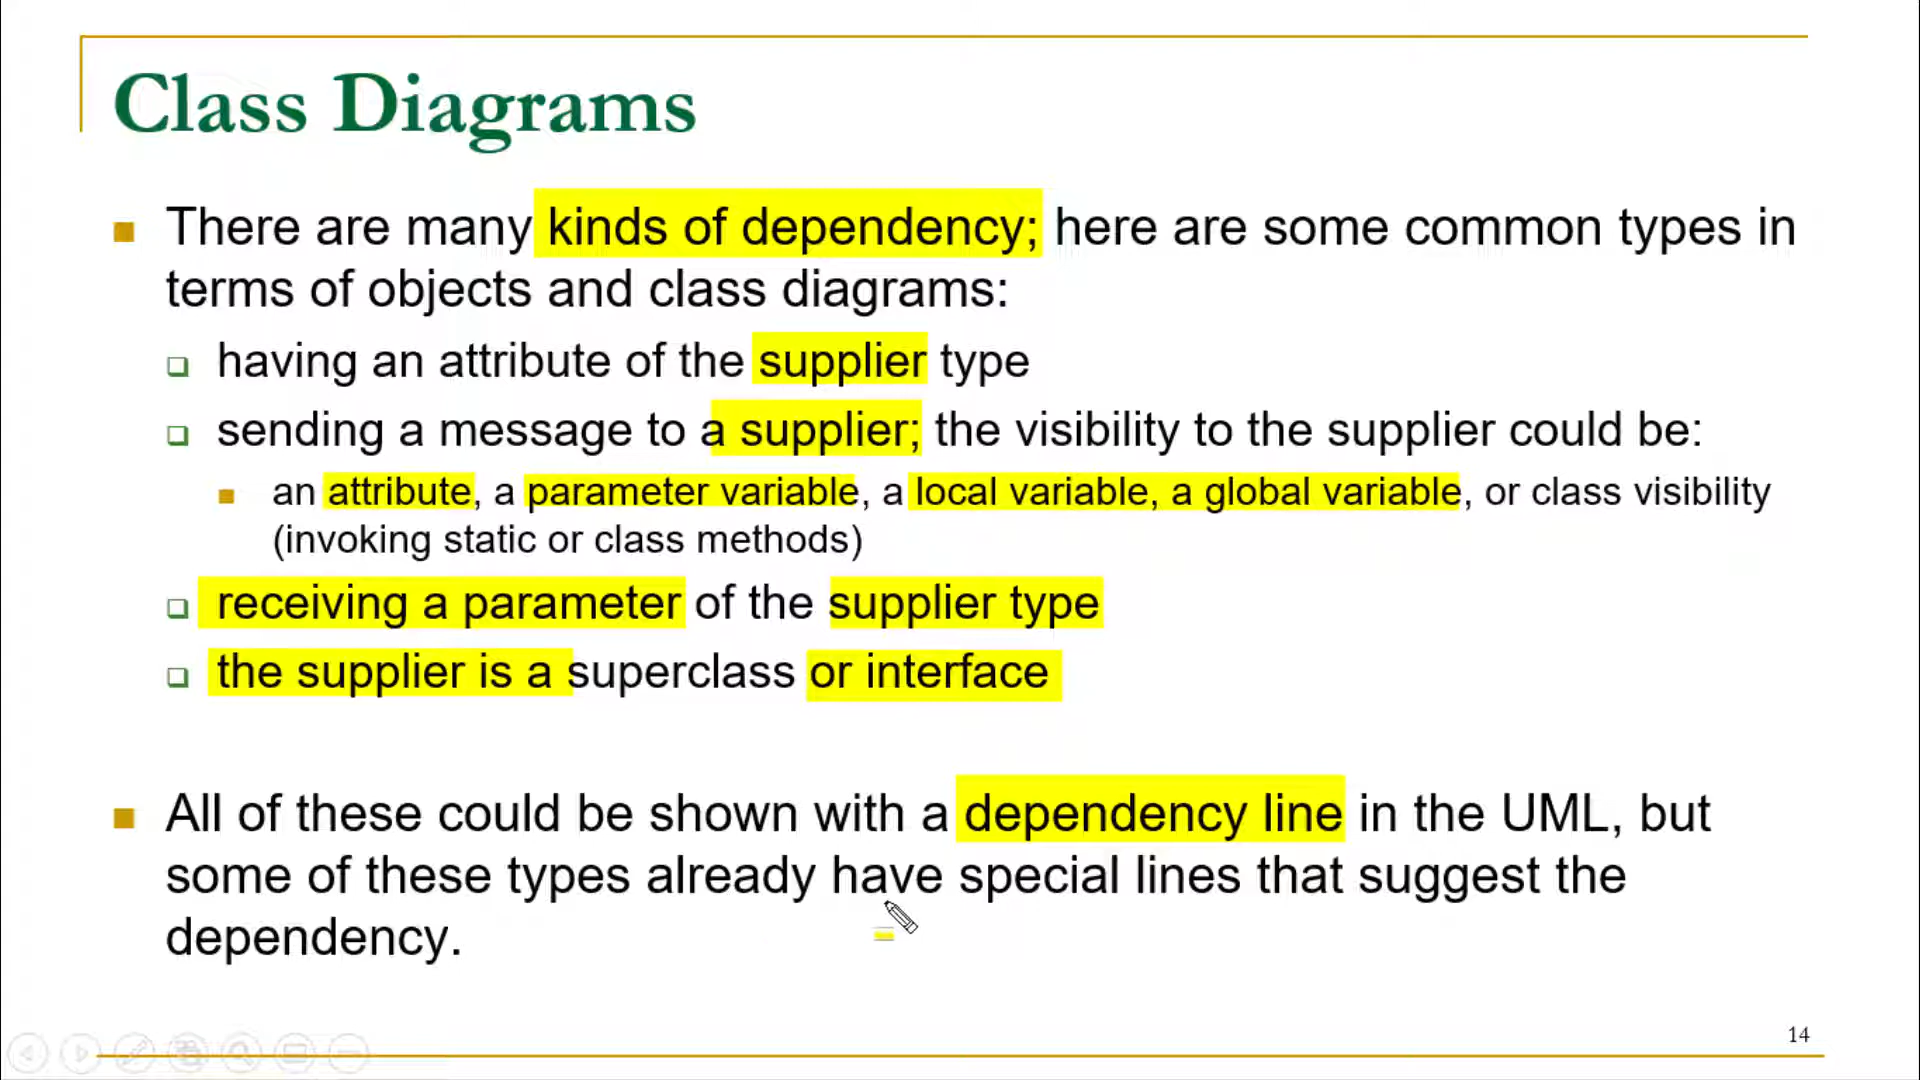 Class Diagrams
There are many kinds of dependency; here are some common types in
terms of objects and class diagrams:
having an attribute of the supplier type
sending a message to a supplier; the visibility to the supplier could be:
an attribute, a parameter variable, a local variable, a global variable, or class visibility
(invoking static or class methods)
receiving a parameter of the supplier type
the supplier is a superclass or interface
All of these could be shown with a dependency line in the UML, but
some of these types already have special lines that suggest the
dependency.
14